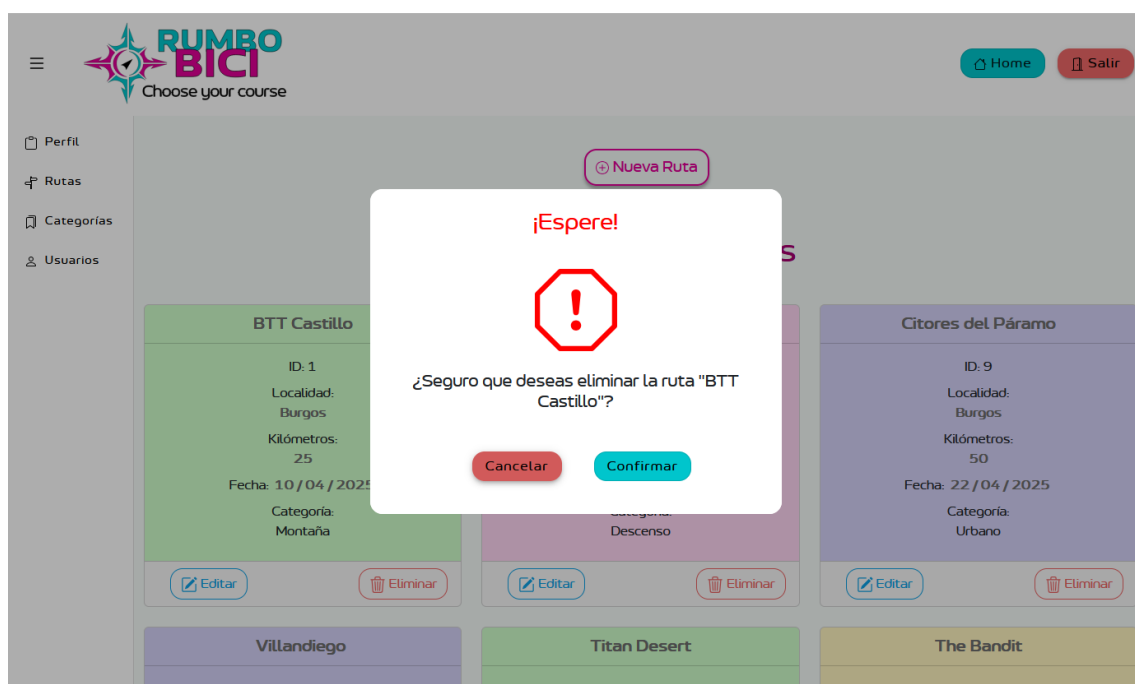 RUMBO
BICI
Choose your course
Home
Salir
Perfil
Rutas
Categorías
Usuarios
Nueva Ruta
¡Espere!
¿Seguro que deseas eliminar la ruta "BTT
Castillo"?
Cancelar
Confirmar
s
BTT Castillo
ID: 1
Localidad:
Burgos
Kilómetros:
25
Fecha: 10/04/2025
Categoría:
Montaña
Editar
Eliminar
Categoría:
Descenso
Editar
Eliminar
Citores del Páramo
ID: 9
Localidad:
Burgos
Kilómetros:
50
Fecha: 22/04/2025
Categoría:
Urbano
Editar
Eliminar
Villandiego
Titan Desert
The Bandit